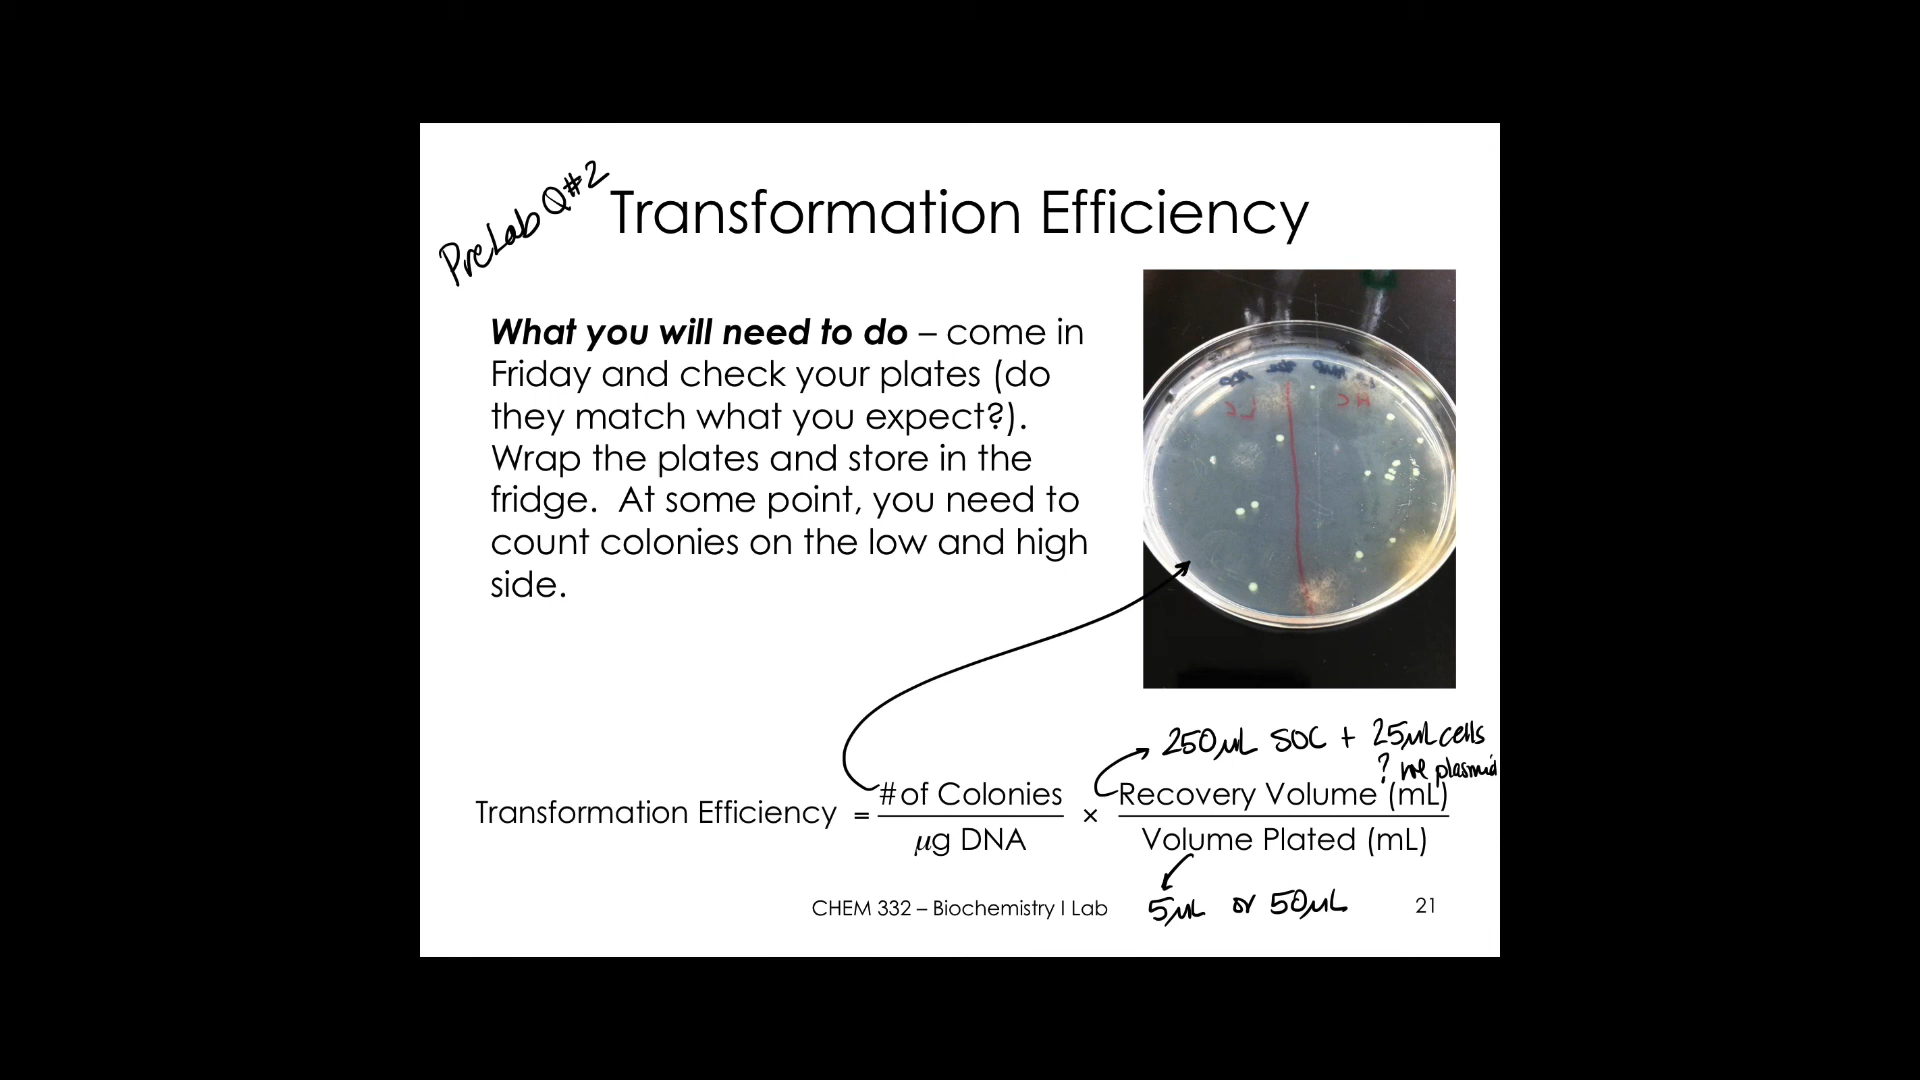 PreLab Q#2
Transformation Efficiency
What you will need to do – come in
Friday and check your plates (do
they match what you expect?).
Wrap the plates and store in the
fridge.  At some point, you need to
count colonies on the low and high
side.
LC
HC
250µL SOC + 25µL cells
? plasmid
Transformation Efficiency = # of Colonies / µg DNA × Recovery Volume (mL) / Volume Plated (mL)
5µL or 50µL
CHEM 332 – Biochemistry I Lab
21